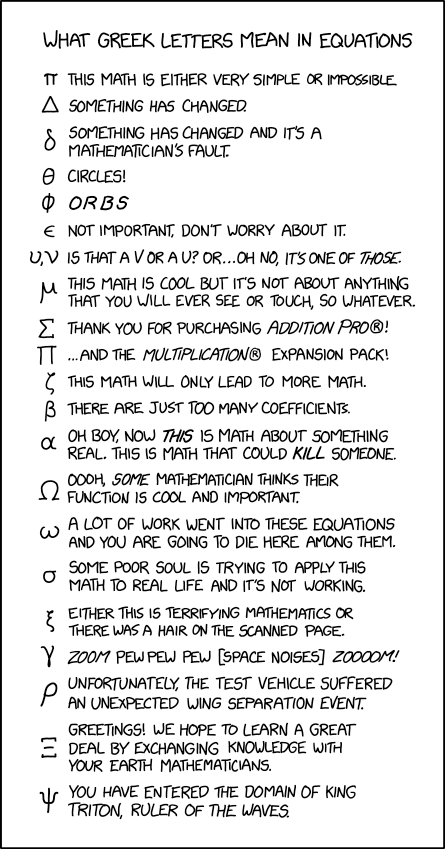 WHAT GREEK LETTERS MEAN IN EQUATIONS
π THIS MATH IS EITHER VERY SIMPLE OR IMPOSSIBLE.
Δ SOMETHING HAS CHANGED.
δ SOMETHING HAS CHANGED AND IT'S A
MATHEMATICIAN'S FAULT.
θ CIRCLES!
ϕ ORBS
ϵ NOT IMPORTANT, DON'T WORRY ABOUT IT.
υ,ν IS THAT A V OR A U? OR...OH NO, IT'S ONE OF THOSE.
μ THIS MATH IS COOL BUT IT'S NOT ABOUT ANYTHING
THAT YOU WILL EVER SEE OR TOUCH, SO WHATEVER.
Σ THANK YOU FOR PURCHASING ADDITION PRO®!
Π ...AND THE MULTIPLICATION® EXPANSION PACK!
ζ THIS MATH WILL ONLY LEAD TO MORE MATH.
β THERE ARE JUST TOO MANY COEFFICIENTS.
α OH BOY, NOW THIS IS MATH ABOUT SOMETHING
REAL. THIS IS MATH THAT COULD KILL SOMEONE.
Ω OOOH, SOME MATHEMATICIAN THINKS THEIR
FUNCTION IS COOL AND IMPORTANT.
ω A LOT OF WORK WENT INTO THESE EQUATIONS
AND YOU ARE GOING TO DIE HERE AMONG THEM.
σ SOME POOR SOUL IS TRYING TO APPLY THIS
MATH TO REAL LIFE AND IT'S NOT WORKING.
ξ EITHER THIS IS TERRIFYING MATHEMATICS OR
THERE WAS A HAIR ON THE SCANNED PAGE.
γ ZOOM PEW PEW PEW [SPACE NOISES] ZOOOOM!
ρ UNFORTUNATELY, THE TEST VEHICLE SUFFERED
AN UNEXPECTED WING SEPARATION EVENT.
Ξ GREETINGS! WE HOPE TO LEARN A GREAT
DEAL BY EXCHANGING KNOWLEDGE WITH
YOUR EARTH MATHEMATICIANS.
ψ YOU HAVE ENTERED THE DOMAIN OF KING
TRITON, RULER OF THE WAVES.